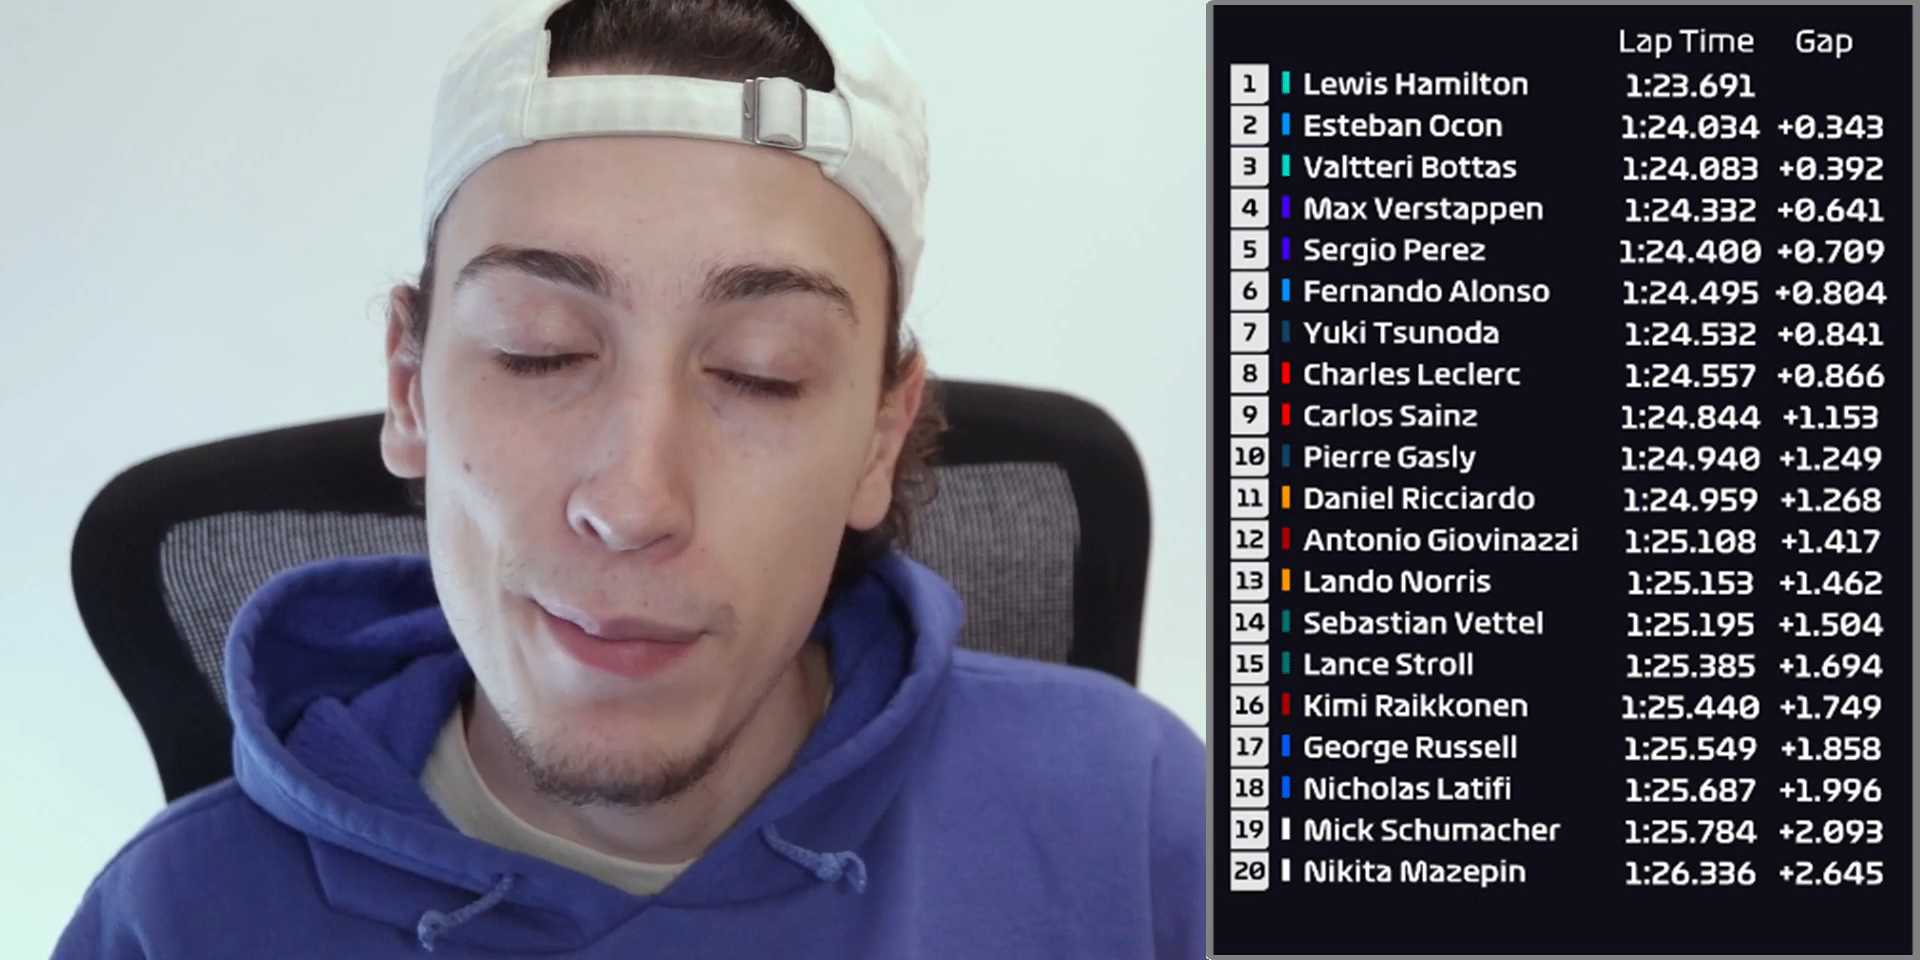 Lap Time Gap
1 Lewis Hamilton 1:23.691
2 Esteban Ocon 1:24.034 +0.343
3 Valtteri Bottas 1:24.083 +0.392
4 Max Verstappen 1:24.332 +0.641
5 Sergio Perez 1:24.400 +0.709
6 Fernando Alonso 1:24.495 +0.804
7 Yuki Tsunoda 1:24.532 +0.841
8 Charles Leclerc 1:24.557 +0.866
9 Carlos Sainz 1:24.844 +1.153
10 Pierre Gasly 1:24.940 +1.249
11 Daniel Ricciardo 1:24.959 +1.268
12 Antonio Giovinazzi 1:25.108 +1.417
13 Lando Norris 1:25.153 +1.462
14 Sebastian Vettel 1:25.195 +1.504
15 Lance Stroll 1:25.385 +1.694
16 Kimi Raikkonen 1:25.440 +1.749
17 George Russell 1:25.549 +1.858
18 Nicholas Latifi 1:25.687 +1.996
19 Mick Schumacher 1:25.784 +2.093
20 Nikita Mazepin 1:26.336 +2.645